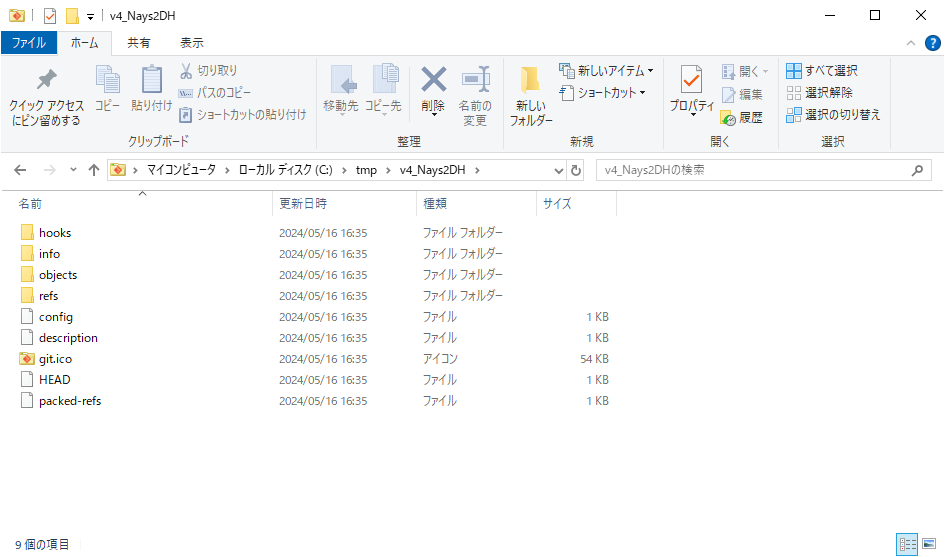 v4_Nays2DH
ファイル ホーム 共有 表示
クイック アクセスにピン留めする
コピー
貼り付け
切り取り
パスのコピー
ショートカットの貼り付け
クリップボード
移動先
コピー先
削除
名前の変更
整理
新しいフォルダー
新しいアイテム
ショートカット
新規
プロパティ
開く
編集
履歴
開く
すべて選択
選択解除
選択の切り替え
選択
マイコンピュータ › ローカル ディスク (C:) › tmp › v4_Nays2DH ›
v4_Nays2DHの検索
名前 更新日時 種類 サイズ
hooks 2024/05/16 16:35 ファイル フォルダー
info 2024/05/16 16:35 ファイル フォルダー
objects 2024/05/16 16:35 ファイル フォルダー
refs 2024/05/16 16:35 ファイル フォルダー
config 2024/05/16 16:35 ファイル 1 KB
description 2024/05/16 16:35 ファイル 1 KB
git.ico 2024/05/16 16:35 アイコン 54 KB
HEAD 2024/05/16 16:35 ファイル 1 KB
packed-refs 2024/05/16 16:35 ファイル 1 KB
9 個の項目